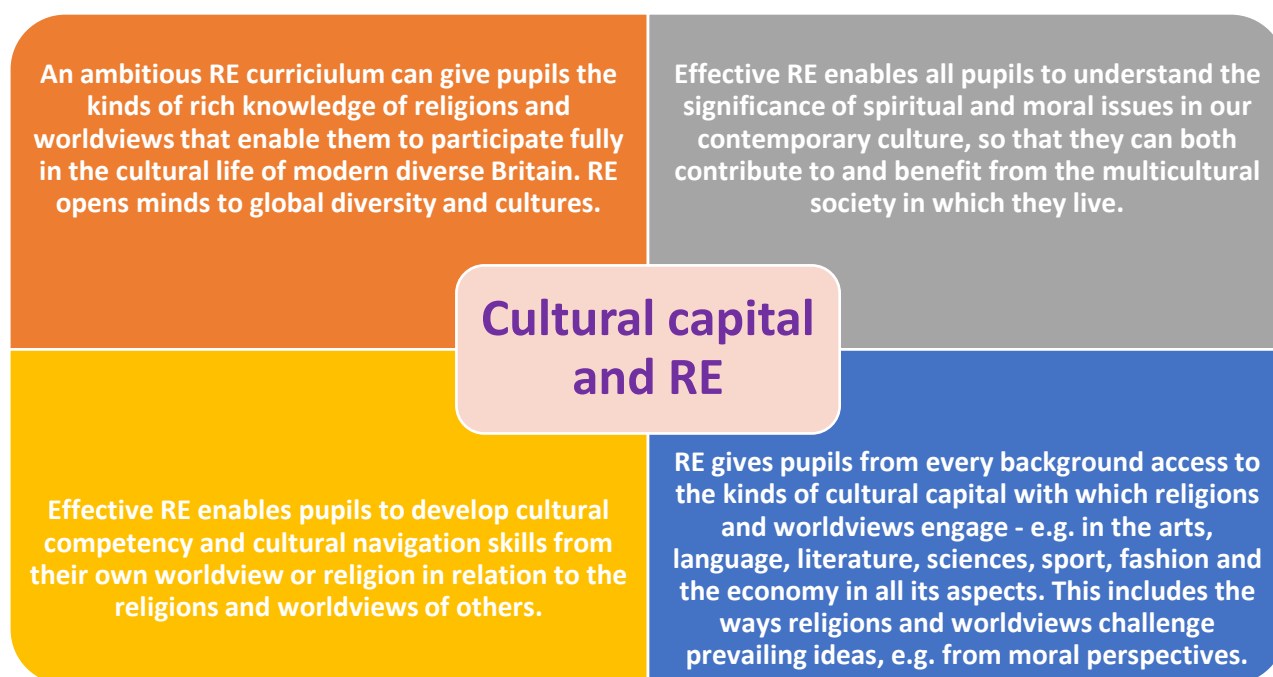 An ambitious RE curriciulum can give pupils the
kinds of rich knowledge of religions and
worldviews that enable them to participate fully
in the cultural life of modern diverse Britain. RE
opens minds to global diversity and cultures.
Effective RE enables all pupils to understand the
significance of spiritual and moral issues in our
contemporary culture, so that they can both
contribute to and benefit from the multicultural
society in which they live.
Cultural capital
and RE
Effective RE enables pupils to develop cultural
competency and cultural navigation skills from
their own worldview or religion in relation to the
religions and worldviews of others.
RE gives pupils from every background access to
the kinds of cultural capital with which religions
and worldviews engage - e.g. in the arts,
language, literature, sciences, sport, fashion and
the economy in all its aspects. This includes the
ways religions and worldviews challenge
prevailing ideas, e.g. from moral perspectives.